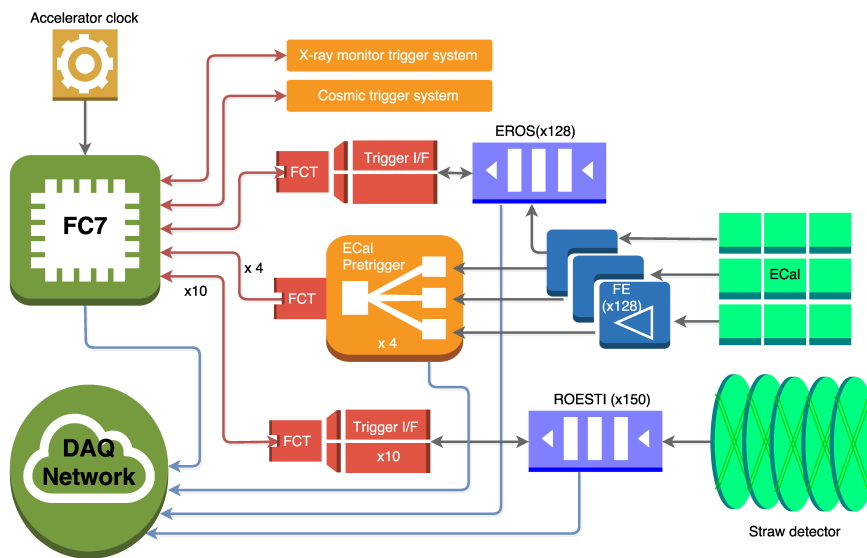 Accelerator clock
X-ray monitor trigger system
Cosmic trigger system
EROS(x128)
FCT
Trigger I/F
FC7
ECal
Pretrigger
x 4
FCT
x10
x 4
FE
(x128)
ECal
ROESTI (x150)
FCT
Trigger I/F
x10
DAQ
Network
Straw detector